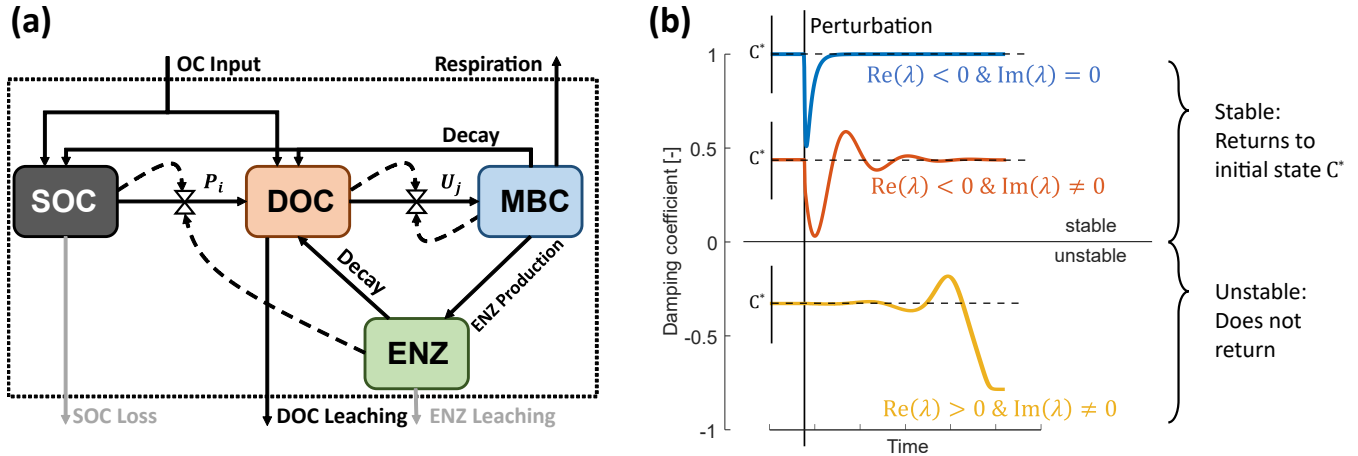 (a)
OC Input
Respiration
Decay
SOC
P_i
DOC
U_j
MBC
Decay
ENZ Production
ENZ
SOC Loss
DOC Leaching
ENZ Leaching
(b)
Perturbation
Damping coefficient [-]
1
0.5
0
-0.5
-1
C*
Re(λ) < 0 & Im(λ) = 0
C*
Re(λ) < 0 & Im(λ) ≠ 0
stable
unstable
C*
Re(λ) > 0 & Im(λ) ≠ 0
Time
Stable:
Returns to
initial state C*
Unstable:
Does not
return